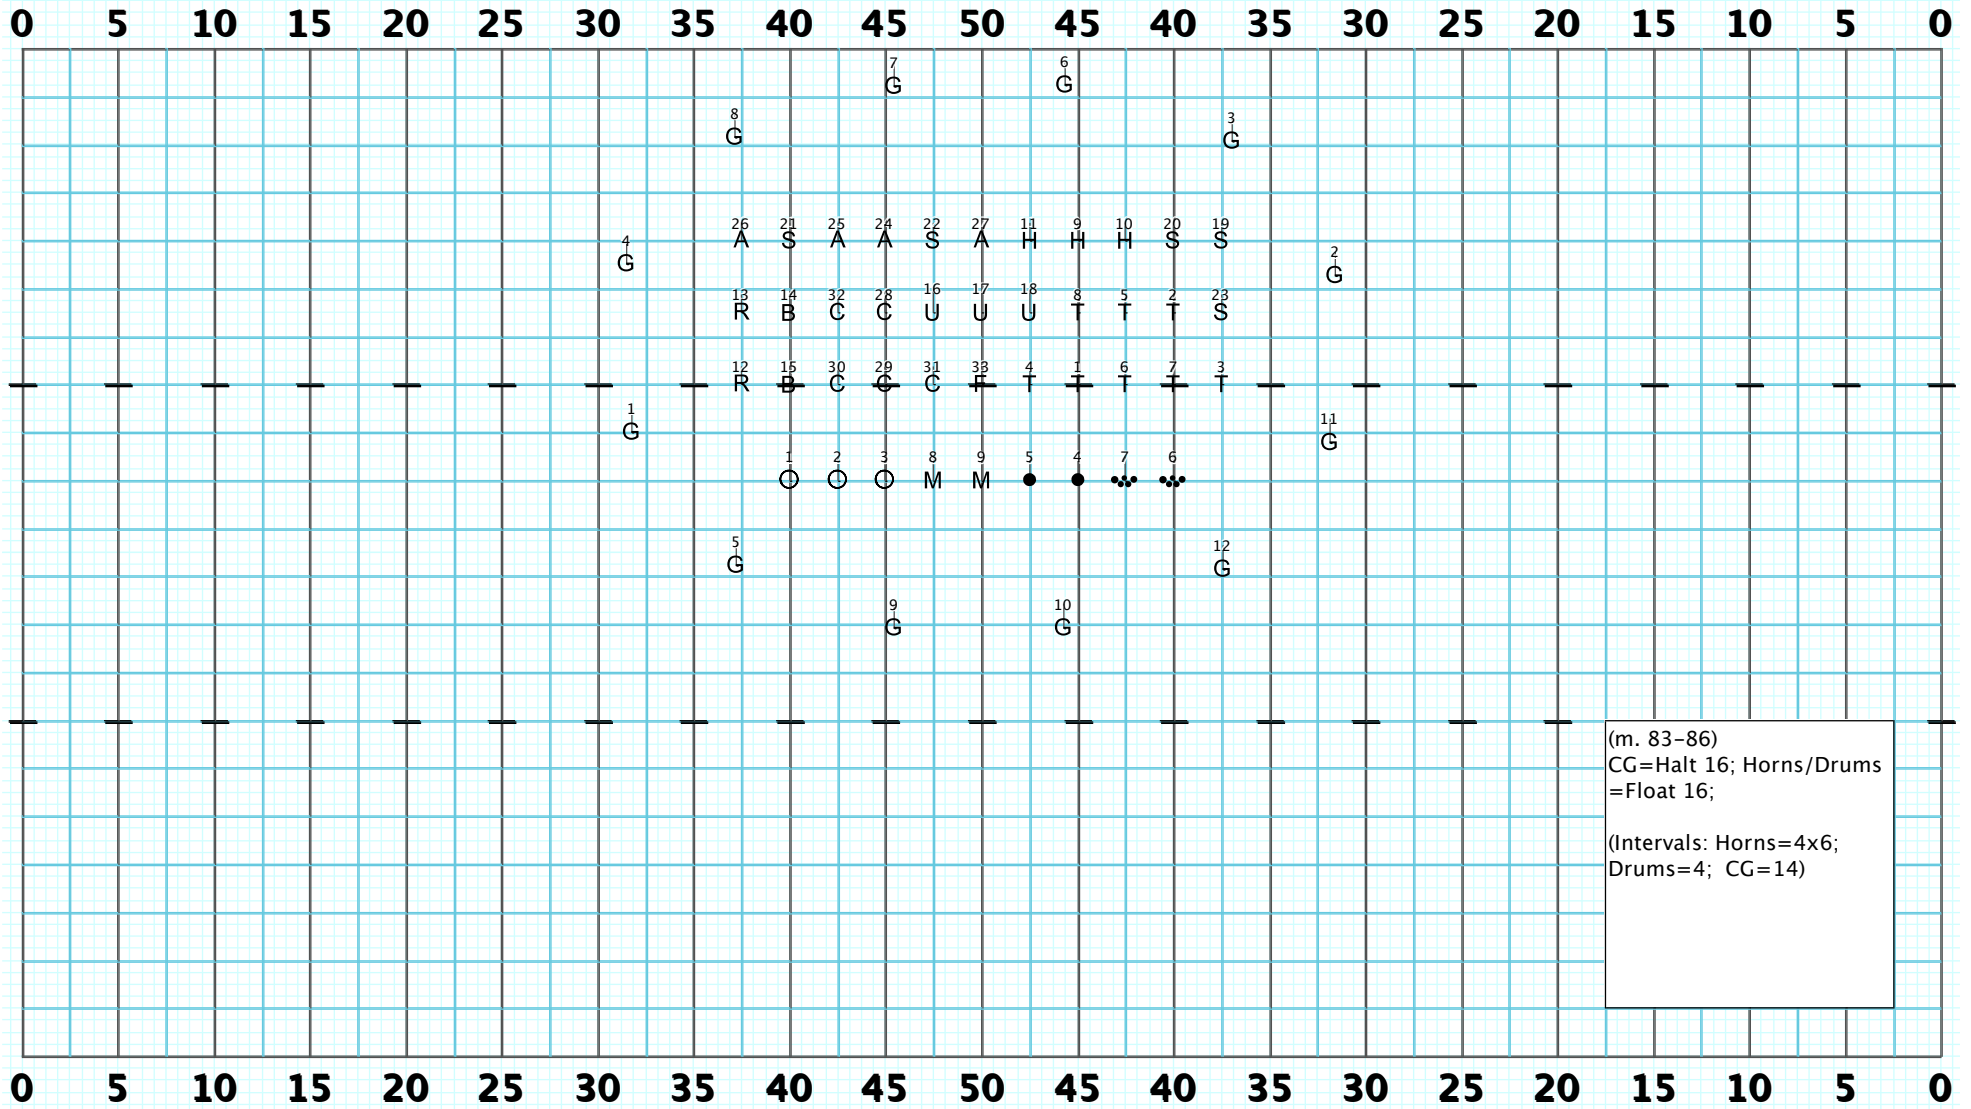 0 5 10 15 20 25 30 35 40 45 50 45 40 35 30 25 20 15 10 5 0
7 6
G G
8 3
G G
26 21 25 24 22 27 11 9 10 20 19
A S A A S A H H H S S
4 2
G G
13 14 32 28 16 17 18 8 5 2 23
R B C C U U U T T T S
12 15 30 29 31 33 4 1 6 7 3
R B C C C F T T T T T
1 11
G G
1 2 3 8 9 5 4 7 6
O O O M M
5 12
G G
9 10
G G
(m. 83-86)
CG=Halt 16; Horns/Drums
=Float 16;
(Intervals: Horns=4x6;
Drums=4; CG=14)
0 5 10 15 20 25 30 35 40 45 50 45 40 35 30 25 20 15 10 5 0